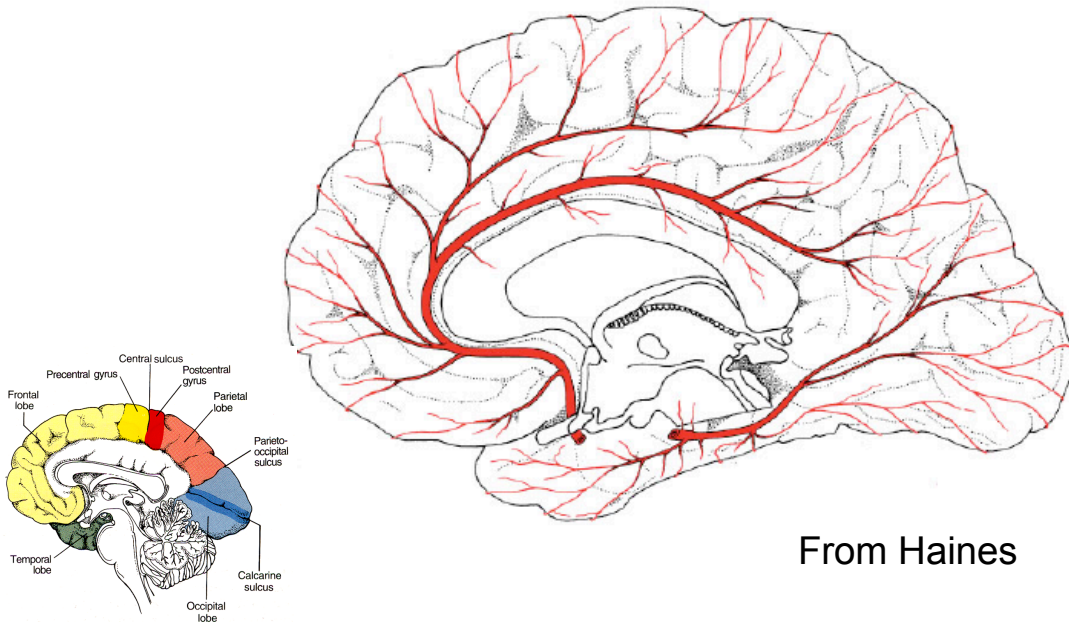 Central sulcus
Precentral gyrus
Postcentral
gyrus
Frontal
lobe
Parietal
lobe
Parieto-
occipital
sulcus
Temporal
lobe
Calcarine
sulcus
Occipital
lobe
From Haines